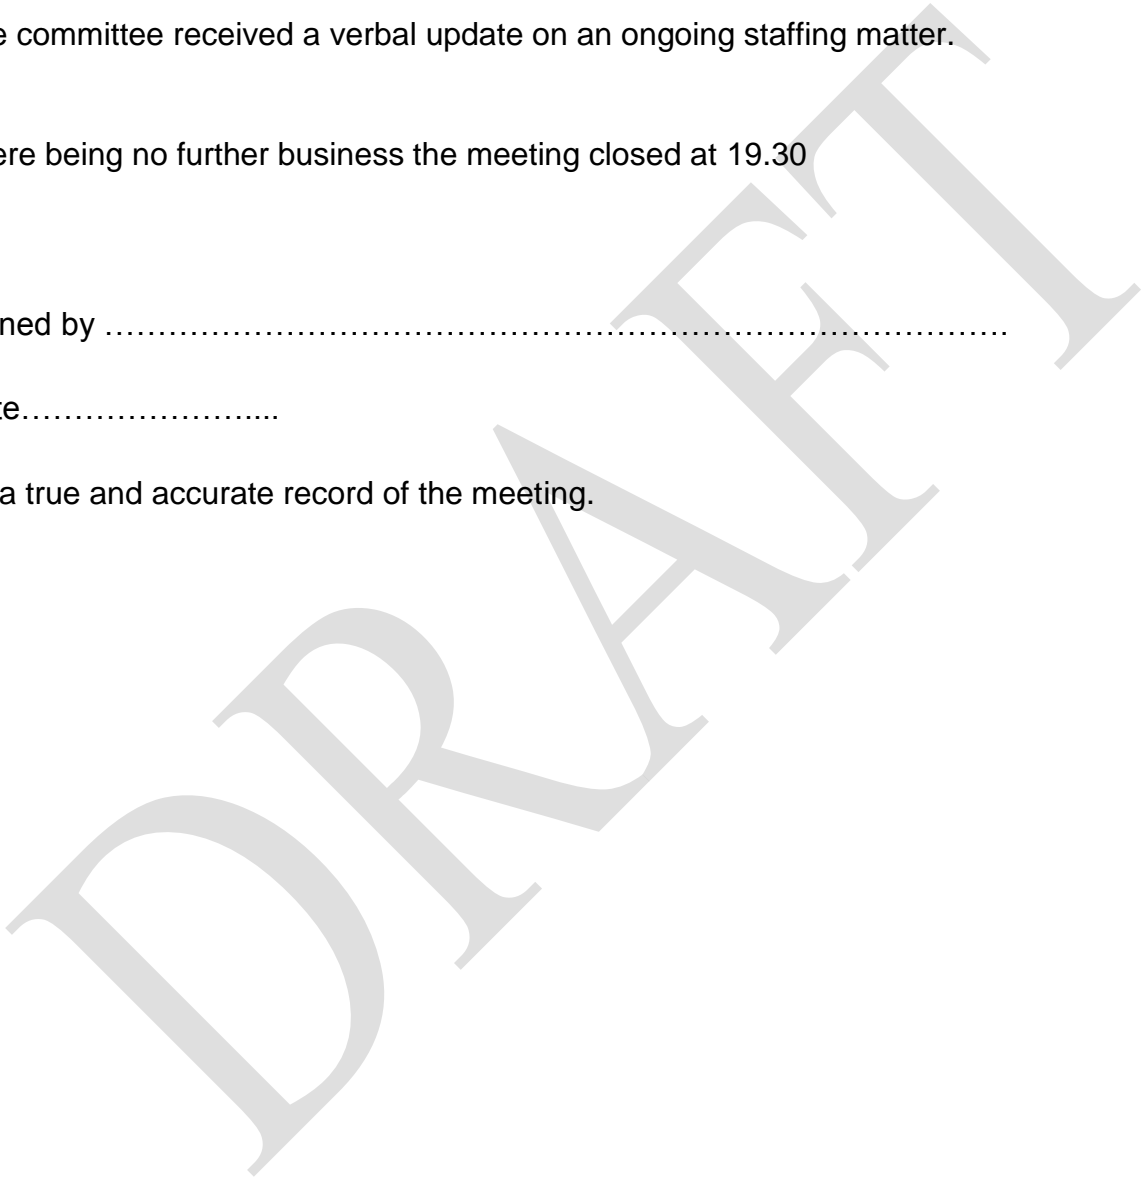 e committee received a verbal update on an ongoing staffing matter.
ere being no further business the meeting closed at 19.30
ned by ……………………………………………………………………………….
te…………………....
a true and accurate record of the meeting.
DRAFT